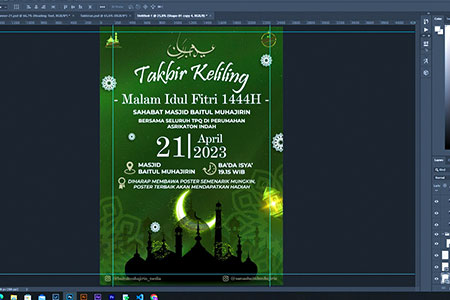 Takbir Keliling
- Malam Idul Fitri 1444H -
SAHABAT MASJID BAITUL MUHAJIRIN
BERSAMA SELURUH TPQ DI PERUMAHAN
ASRIKATON INDAH
21 April
2023
MASJID
BAITUL MUHAJIRIN
BA'DA ISYA'
19.15 WIB
DIHARAP MEMBAWA POSTER SEMENARIK MUNGKIN,
POSTER TERBAIK AKAN MENDAPATKAN HADIAH